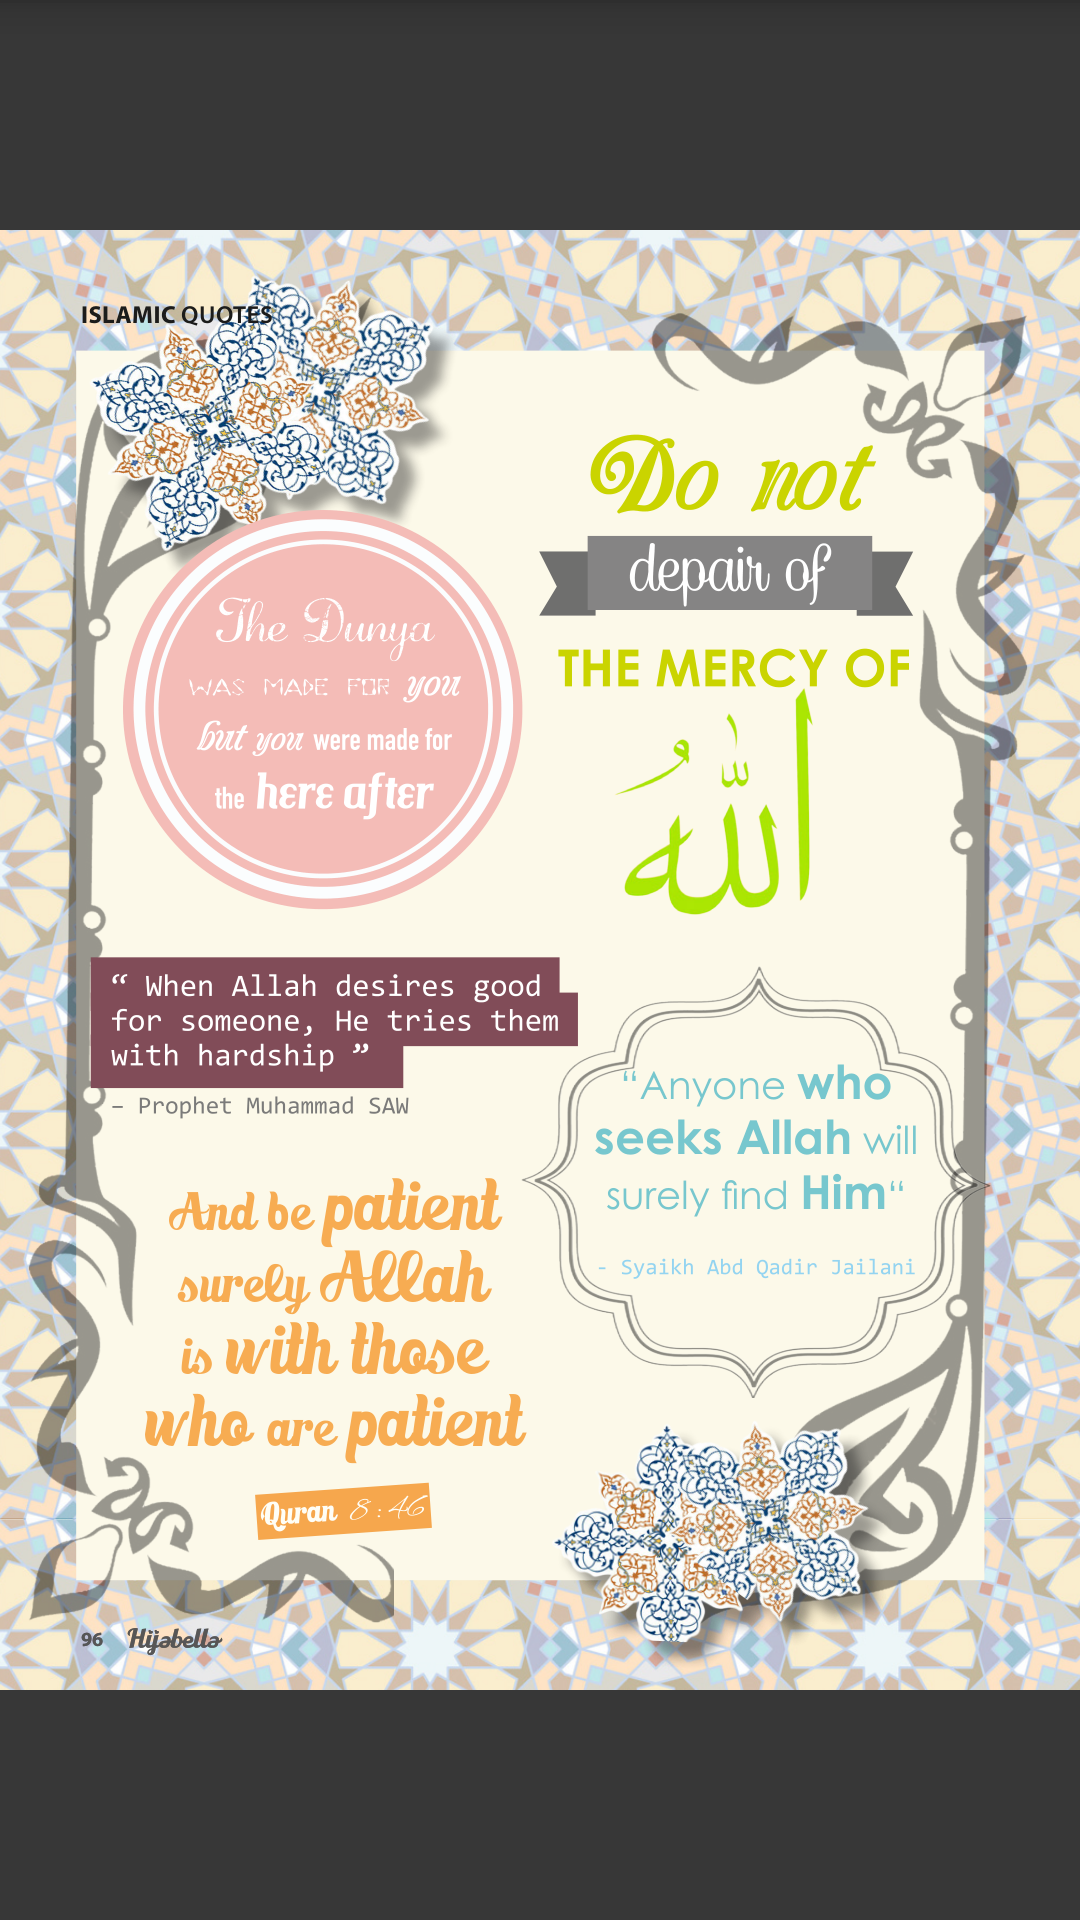 ISLAMIC QUOTES
The Dunya
WAS MADE FOR you
but you were made for
the here after
Do not
depair of
THE MERCY OF
اللهُ
“ When Allah desires good
for someone, He tries them
with hardship ”
– Prophet Muhammad SAW
“Anyone who
seeks Allah will
surely find Him“
- Syaikh Abd Qadir Jailani
And be patient
surely Allah
is with those
who are patient
Quran 8:46
96 Hijabella